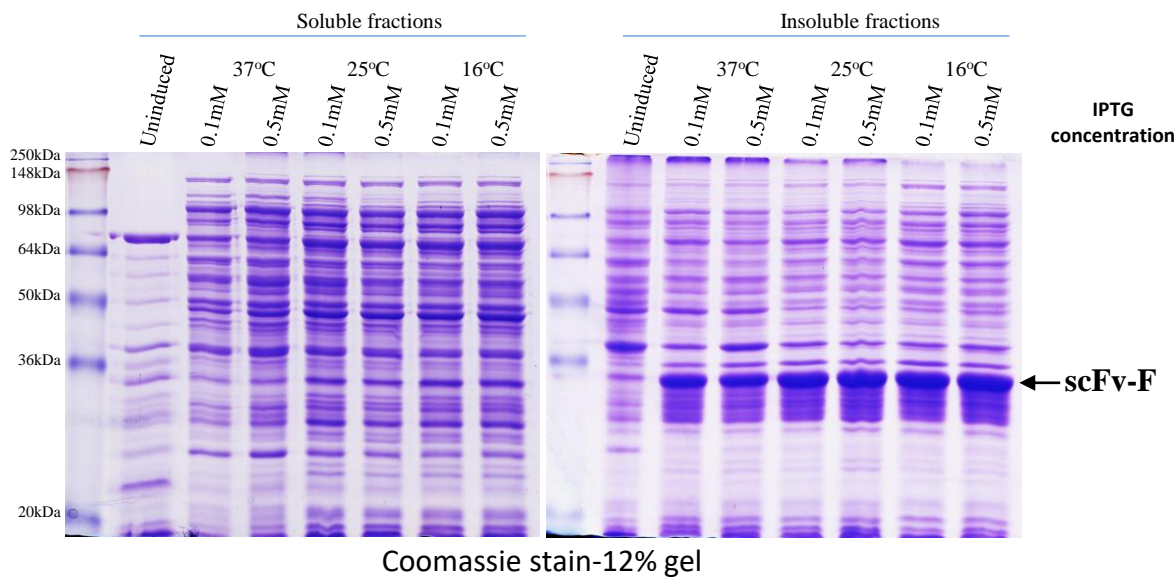 Soluble fractions
Insoluble fractions
37°C 25°C 16°C
37°C 25°C 16°C
Uninduced 0.1mM 0.5mM 0.1mM 0.5mM 0.1mM 0.5mM
Uninduced 0.1mM 0.5mM 0.1mM 0.5mM 0.1mM 0.5mM
IPTG
concentration
250kDa
148kDa
98kDa
64kDa
50kDa
36kDa
20kDa
scFv-F
Coomassie stain-12% gel